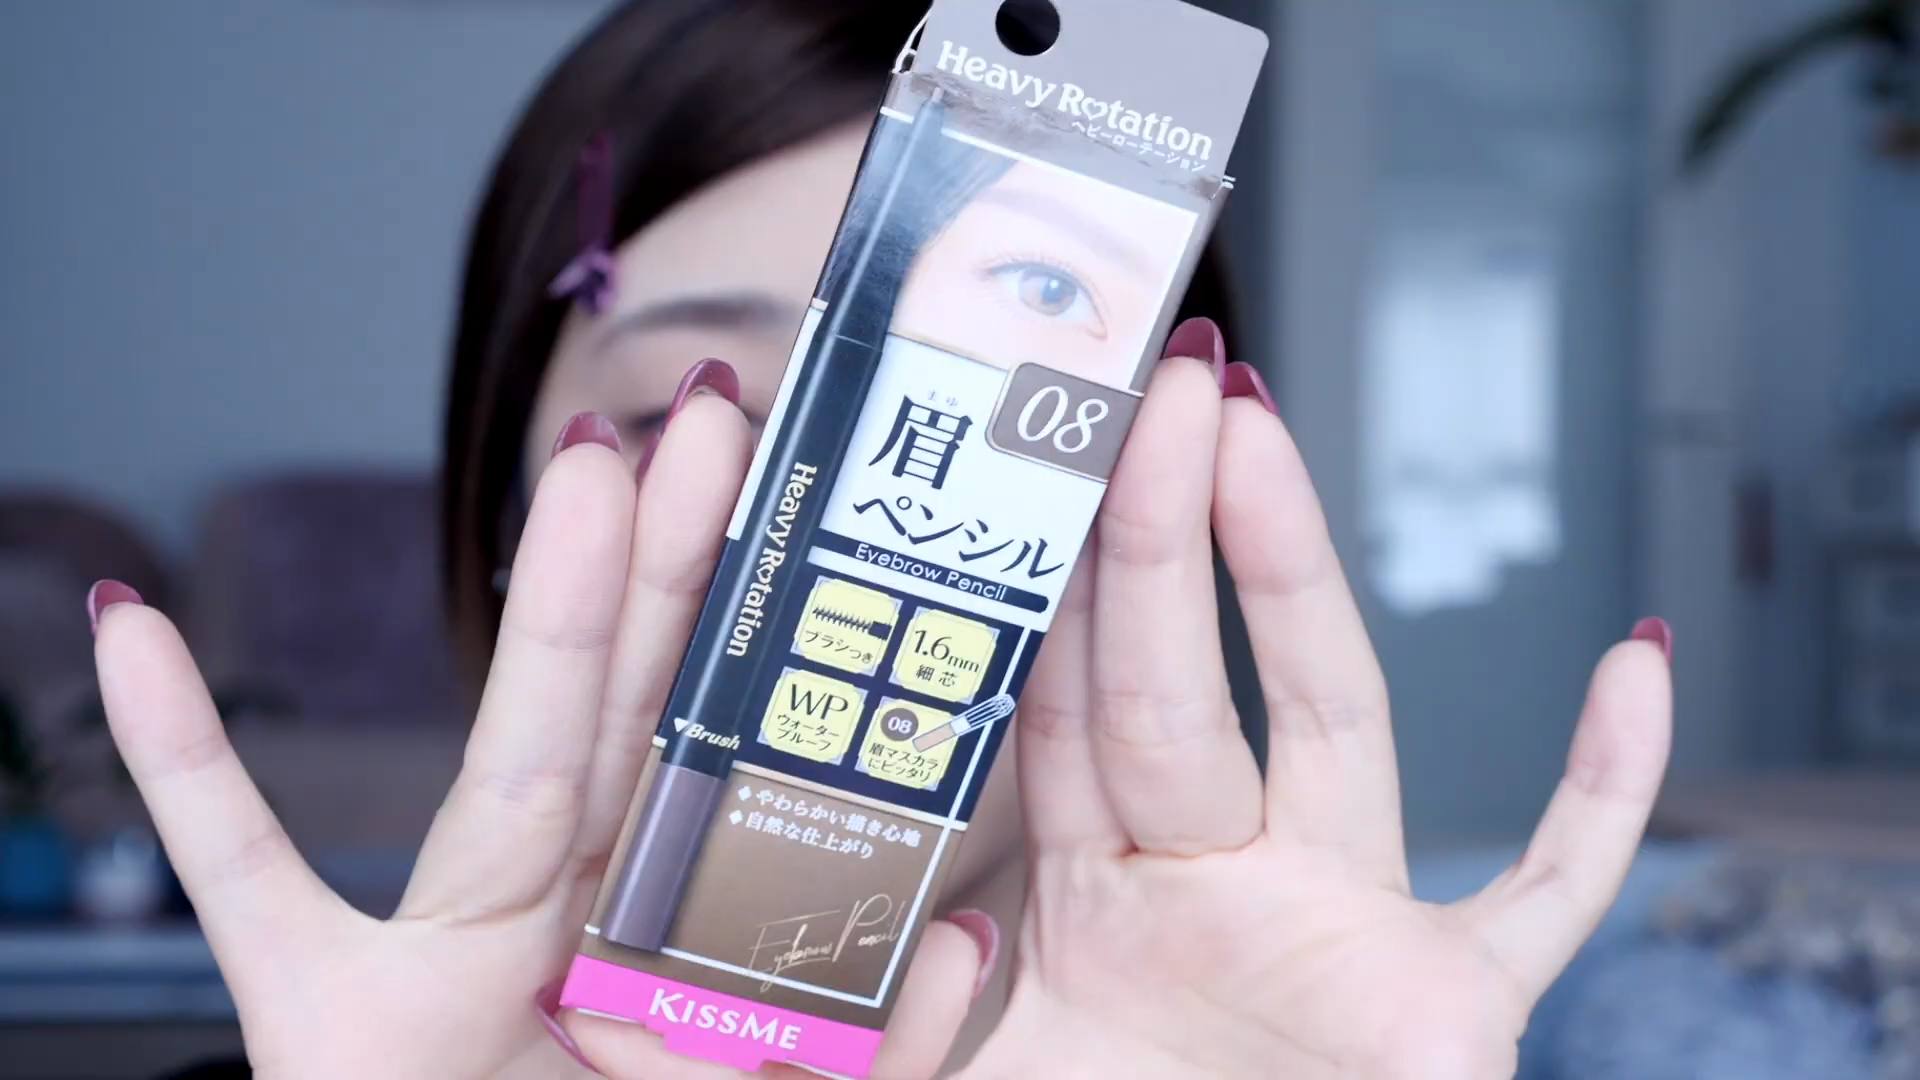 Heavy Rotation
ヘビーローテーション
08
まゆ
眉
ペンシル
Eyebrow Pencil
Heavy Rotation
ブラシつき
1.6mm
細芯
WP
ウォーター
プルーフ
08
眉マスカラ
にピッタリ
▼Brush
◆やわらかい描き心地
◆自然な仕上がり
Eyebrow Pencil
KISSME